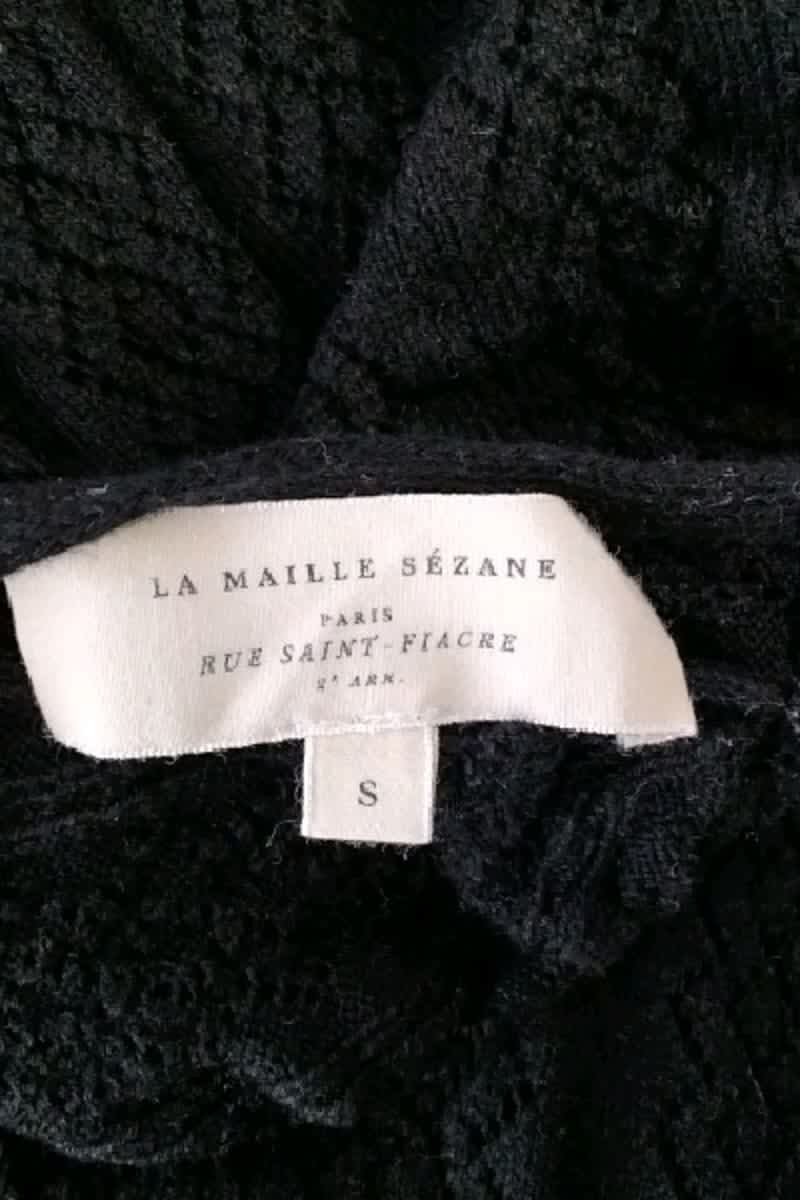 LA MAILLE SÉZANE
PARIS
RUE SAINT-FIACRE
2ᵉ ARR.
S